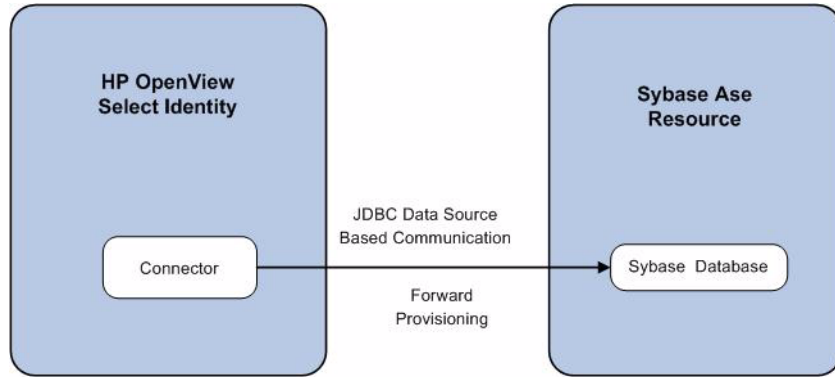 HP OpenView
Select Identity
Sybase Ase
Resource
JDBC Data Source
Based Communication
Connector
Sybase Database
Forward
Provisioning